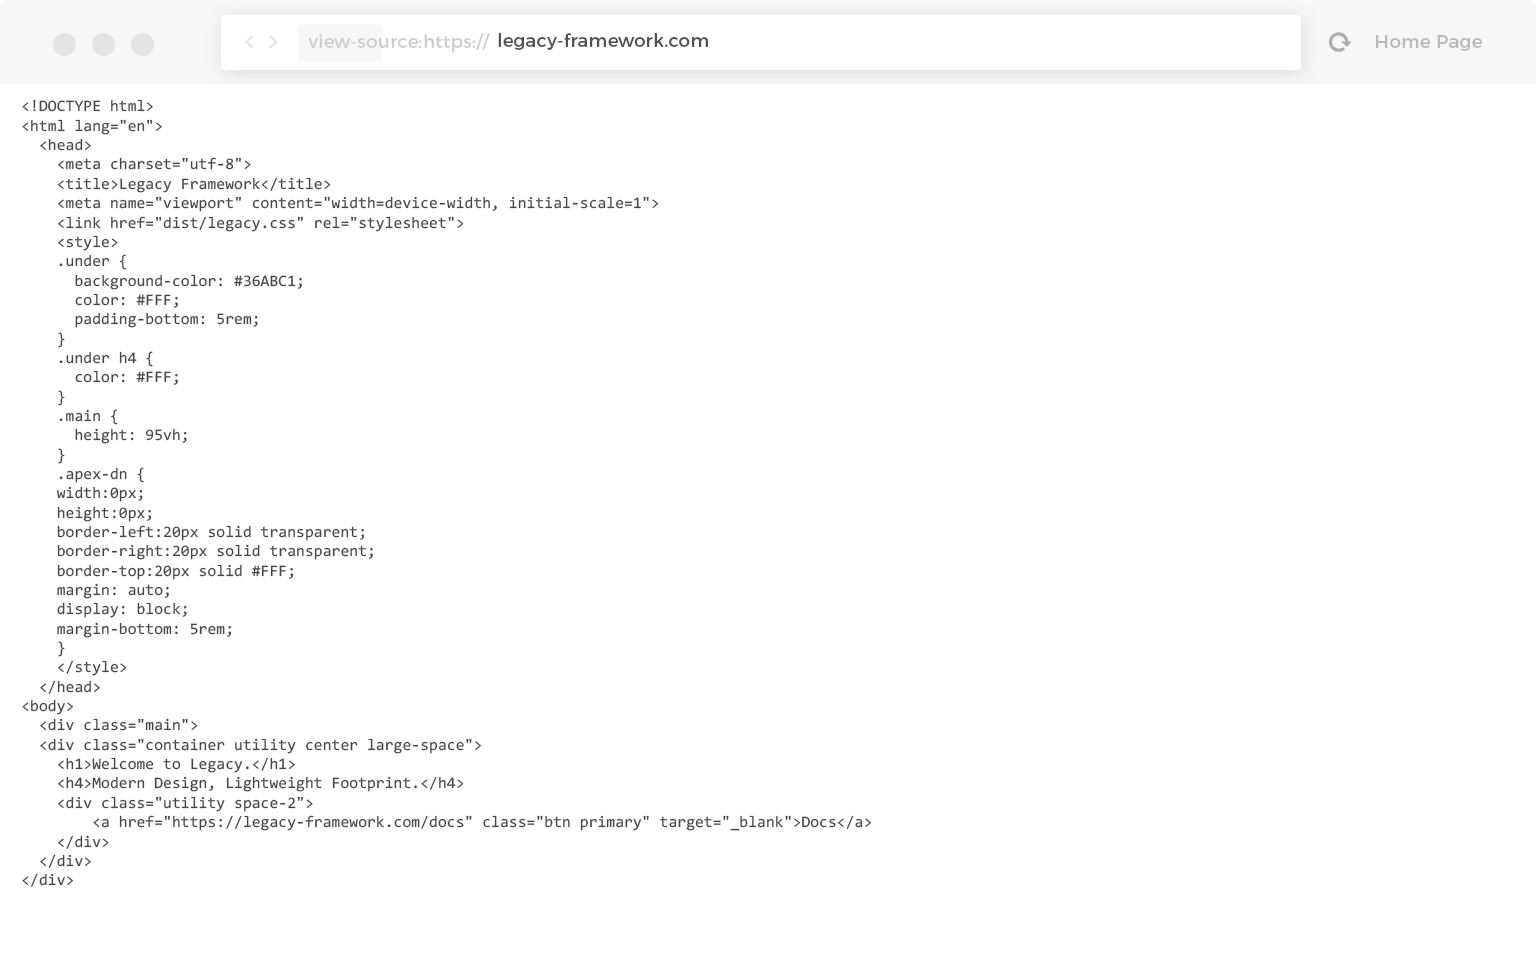 view-source:https:// legacy-framework.com
Home Page
<!DOCTYPE html>
<html lang="en">
  <head>
    <meta charset="utf-8">
    <title>Legacy Framework</title>
    <meta name="viewport" content="width=device-width, initial-scale=1">
    <link href="dist/legacy.css" rel="stylesheet">
    <style>
    .under {
      background-color: #36ABC1;
      color: #FFF;
      padding-bottom: 5rem;
    }
    .under h4 {
      color: #FFF;
    }
    .main {
      height: 95vh;
    }
    .apex-dn {
    width:0px;
    height:0px;
    border-left:20px solid transparent;
    border-right:20px solid transparent;
    border-top:20px solid #FFF;
    margin: auto;
    display: block;
    margin-bottom: 5rem;
    }
    </style>
  </head>
<body>
  <div class="main">
  <div class="container utility center large-space">
    <h1>Welcome to Legacy.</h1>
    <h4>Modern Design, Lightweight Footprint.</h4>
    <div class="utility space-2">
        <a href="https://legacy-framework.com/docs" class="btn primary" target="_blank">Docs</a>
    </div>
  </div>
</div>